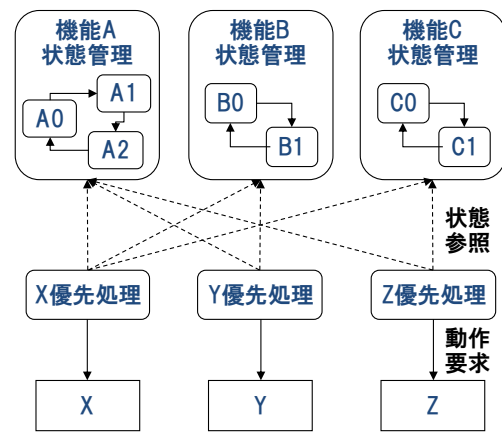 機能A
状態管理
A0
A1
A2
機能B
状態管理
B0
B1
機能C
状態管理
C0
C1
状態
参照
X優先処理
Y優先処理
Z優先処理
動作
要求
X
Y
Z